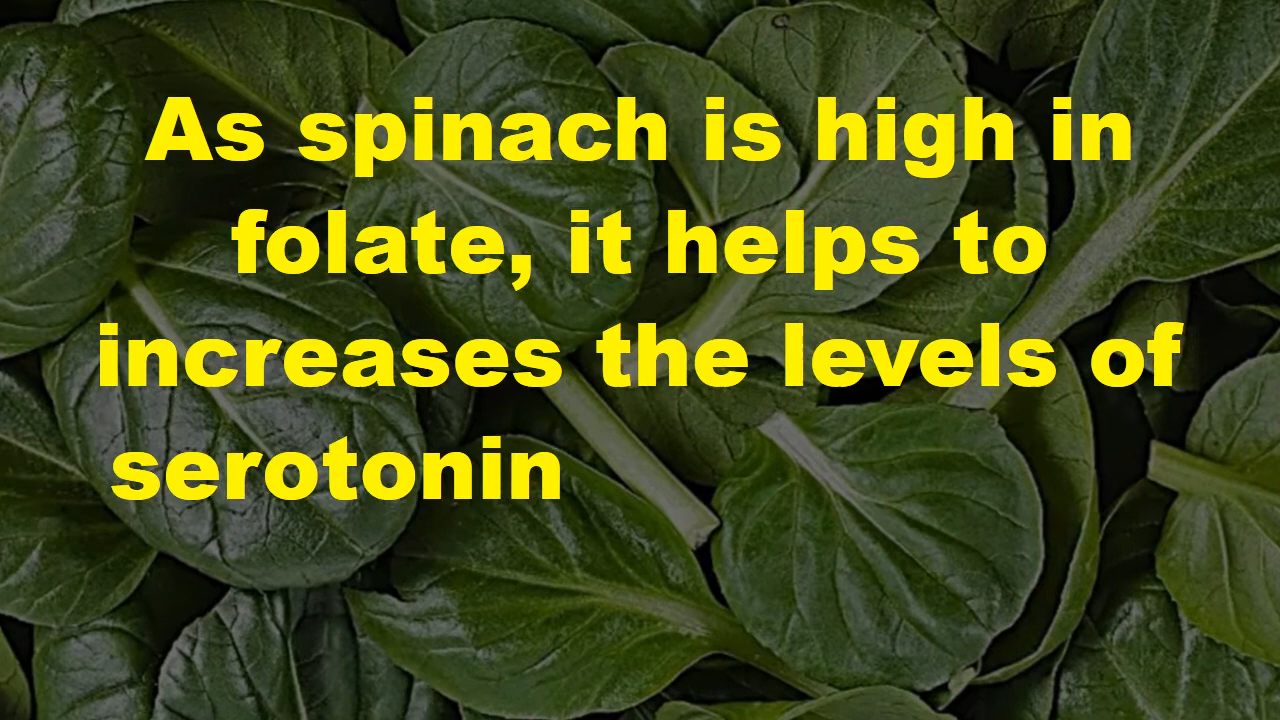 As spinach is high in
folate, it helps to
increases the levels of
serotonin